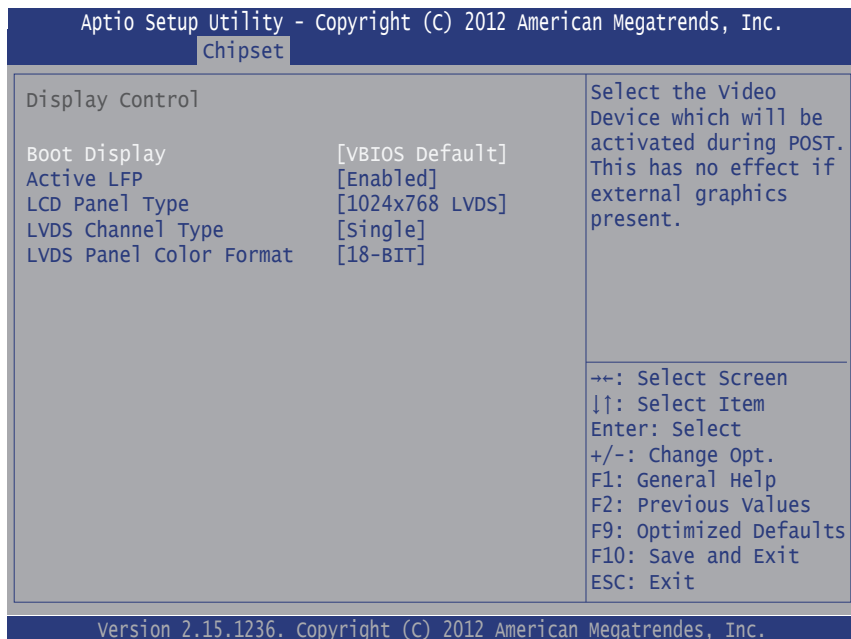 Aptio Setup Utility - Copyright (C) 2012 American Megatrends, Inc.
Chipset
Display Control
Boot Display [VBIOS Default]
Active LFP [Enabled]
LCD Panel Type [1024x768 LVDS]
LVDS Channel Type [Single]
LVDS Panel Color Format [18-BIT]
Select the Video
Device which will be
activated during POST.
This has no effect if
external graphics
present.
→←: Select Screen
↓↑: Select Item
Enter: Select
+/-: Change Opt.
F1: General Help
F2: Previous Values
F9: Optimized Defaults
F10: Save and Exit
ESC: Exit
Version 2.15.1236. Copyright (C) 2012 American Megatrendes, Inc.